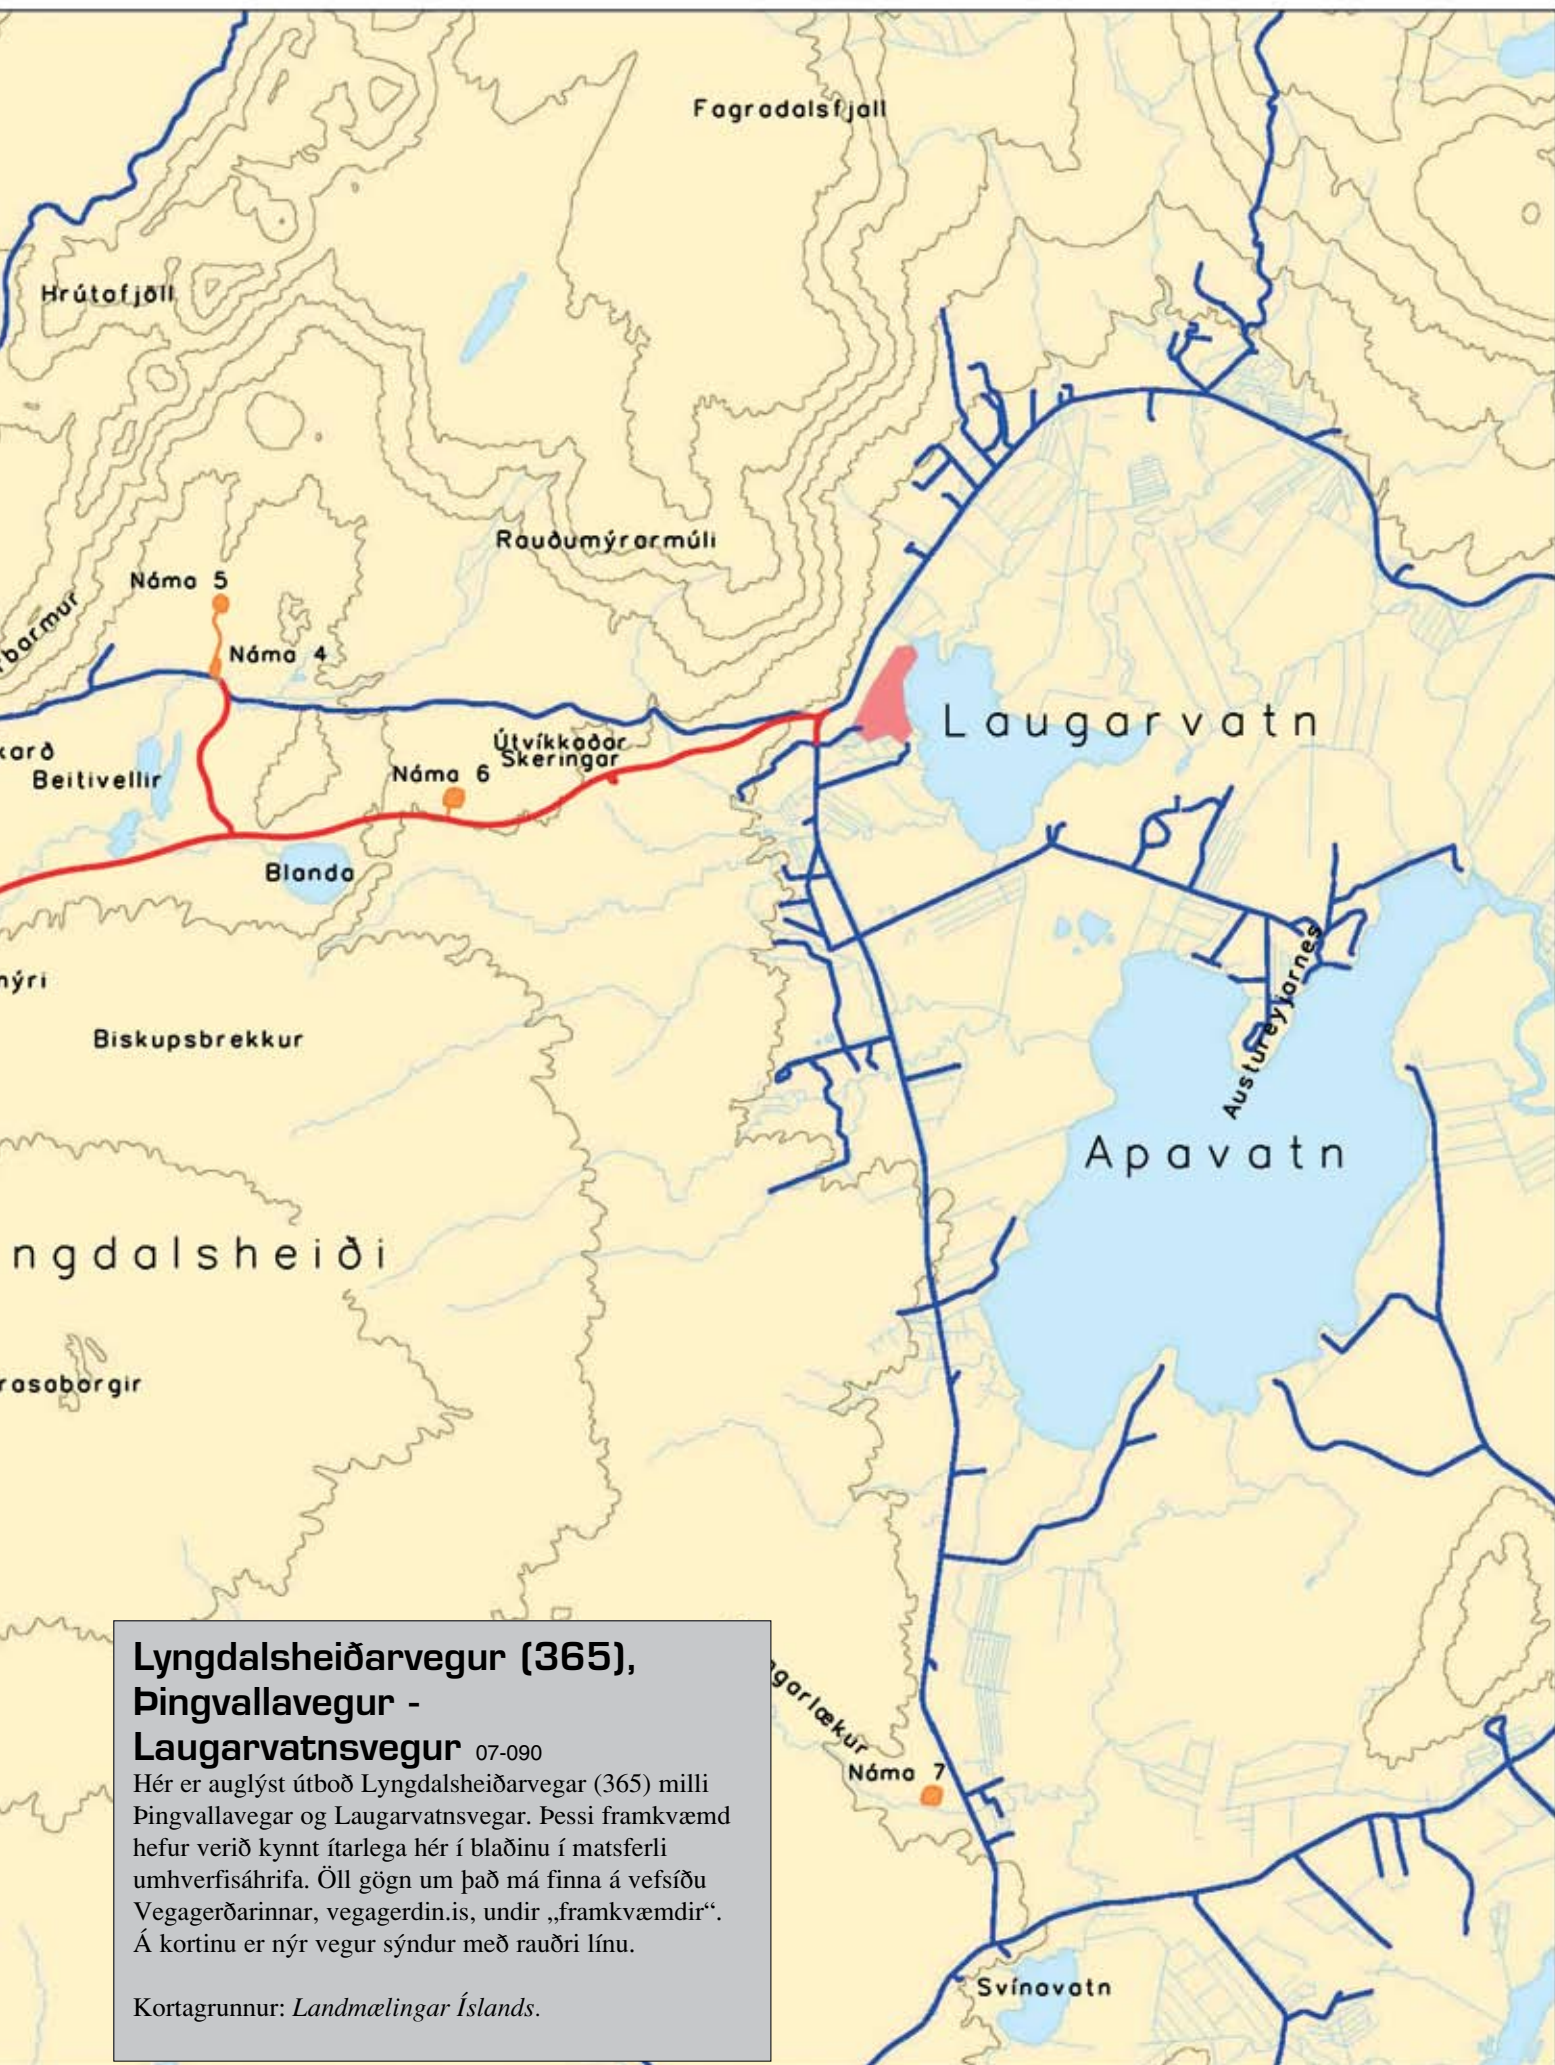 Fagradalsfjall
Hrútafjöll
Rauðumýrarmúli
Náma 5
Náma 4
Laugarvatn
Útvíkkaðar
Skeringar
Náma 6
Beitivellir
Blanda
Austureyjarnes
Biskupsbrekkur
Apavatn
Náma 7
Svínavatn
Lyngdalsheiðarvegur (365),
Þingvallavegur -
Laugarvatnsvegur 07-090
Hér er auglýst útboð Lyngdalsheiðarvegar (365) milli
Þingvallavegar og Laugarvatnsvegar. Þessi framkvæmd
hefur verið kynnt ítarlega hér í blaðinu í matsferli
umhverfisáhrifa. Öll gögn um það má finna á vefsíðu
Vegagerðarinnar, vegagerdin.is, undir „framkvæmdir“.
Á kortinu er nýr vegur sýndur með rauðri línu.
Kortagrunnur: Landmælingar Íslands.